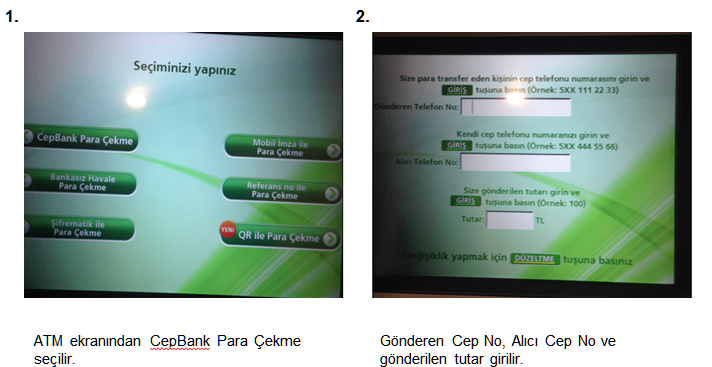 1.
Seçiminizi yapınız
CepBank Para Çekme
Mobil İmza ile
Para Çekme
Bankasız Havale
Para Çekme
Referans no ile
Para Çekme
Şifrematik ile
Para Çekme
YENİ
QR ile Para Çekme
ATM ekranından CepBank Para Çekme
seçilir.
2.
Size para transfer eden kişinin cep telefonu numarasını girin ve
GİRİŞ tuşuna basın (Örnek: 5XX 111 22 33)
Gönderen Telefon No:
Kendi cep telefonu numaranızı girin ve
GİRİŞ tuşuna basın (Örnek: 5XX 444 55 66)
Alıcı Telefon No:
Size gönderilen tutarı girin ve
GİRİŞ tuşuna basın (Örnek: 100)
Tutar: TL
Değişiklik yapmak için DÜZELTME tuşuna basınız
Gönderen Cep No, Alıcı Cep No ve
gönderilen tutar girilir.